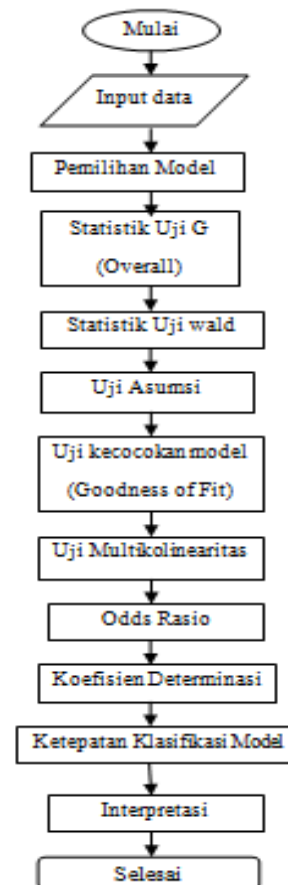 Mulai
Input data
Pemilihan Model
Statistik Uji G
(Overall)
Statistik Uji wald
Uji Asumsi
Uji kecocokan model
(Goodness of Fit)
Uji Multikolinearitas
Odds Rasio
Koefisien Determinasi
Ketepatan Klasifikasi Model
Interpretasi
Selesai